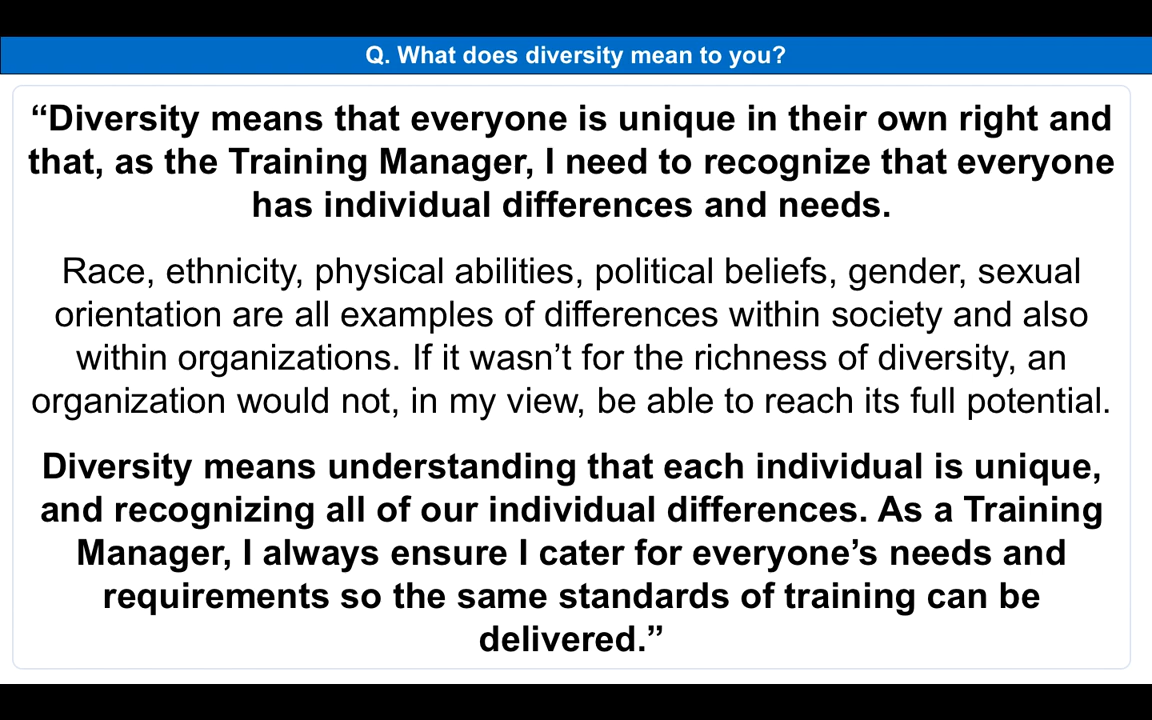 Q. What does diversity mean to you?
“Diversity means that everyone is unique in their own right and
that, as the Training Manager, I need to recognize that everyone
has individual differences and needs.
Race, ethnicity, physical abilities, political beliefs, gender, sexual
orientation are all examples of differences within society and also
within organizations. If it wasn’t for the richness of diversity, an
organization would not, in my view, be able to reach its full potential.
Diversity means understanding that each individual is unique,
and recognizing all of our individual differences. As a Training
Manager, I always ensure I cater for everyone’s needs and
requirements so the same standards of training can be
delivered.”